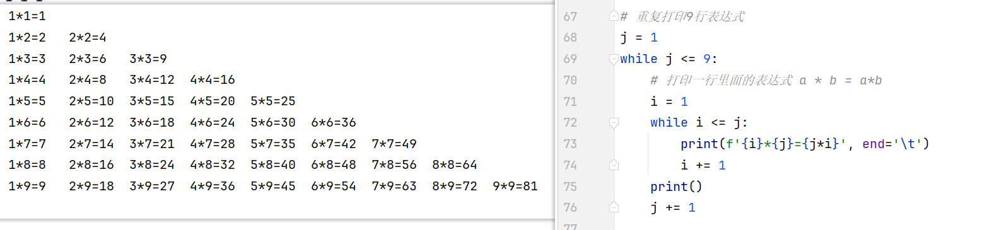 1*1=1
1*2=2 2*2=4
1*3=3 2*3=6 3*3=9
1*4=4 2*4=8 3*4=12 4*4=16
1*5=5 2*5=10 3*5=15 4*5=20 5*5=25
1*6=6 2*6=12 3*6=18 4*6=24 5*6=30 6*6=36
1*7=7 2*7=14 3*7=21 4*7=28 5*7=35 6*7=42 7*7=49
1*8=8 2*8=16 3*8=24 4*8=32 5*8=40 6*8=48 7*8=56 8*8=64
1*9=9 2*9=18 3*9=27 4*9=36 5*9=45 6*9=54 7*9=63 8*9=72 9*9=81
67 # 重复打印9行表达式
68 j = 1
69 while j <= 9:
70     # 打印一行里面的表达式 a * b = a*b
71     i = 1
72     while i <= j:
73         print(f'{i}*{j}={j*i}', end='\t')
74         i += 1
75     print()
76     j += 1
77